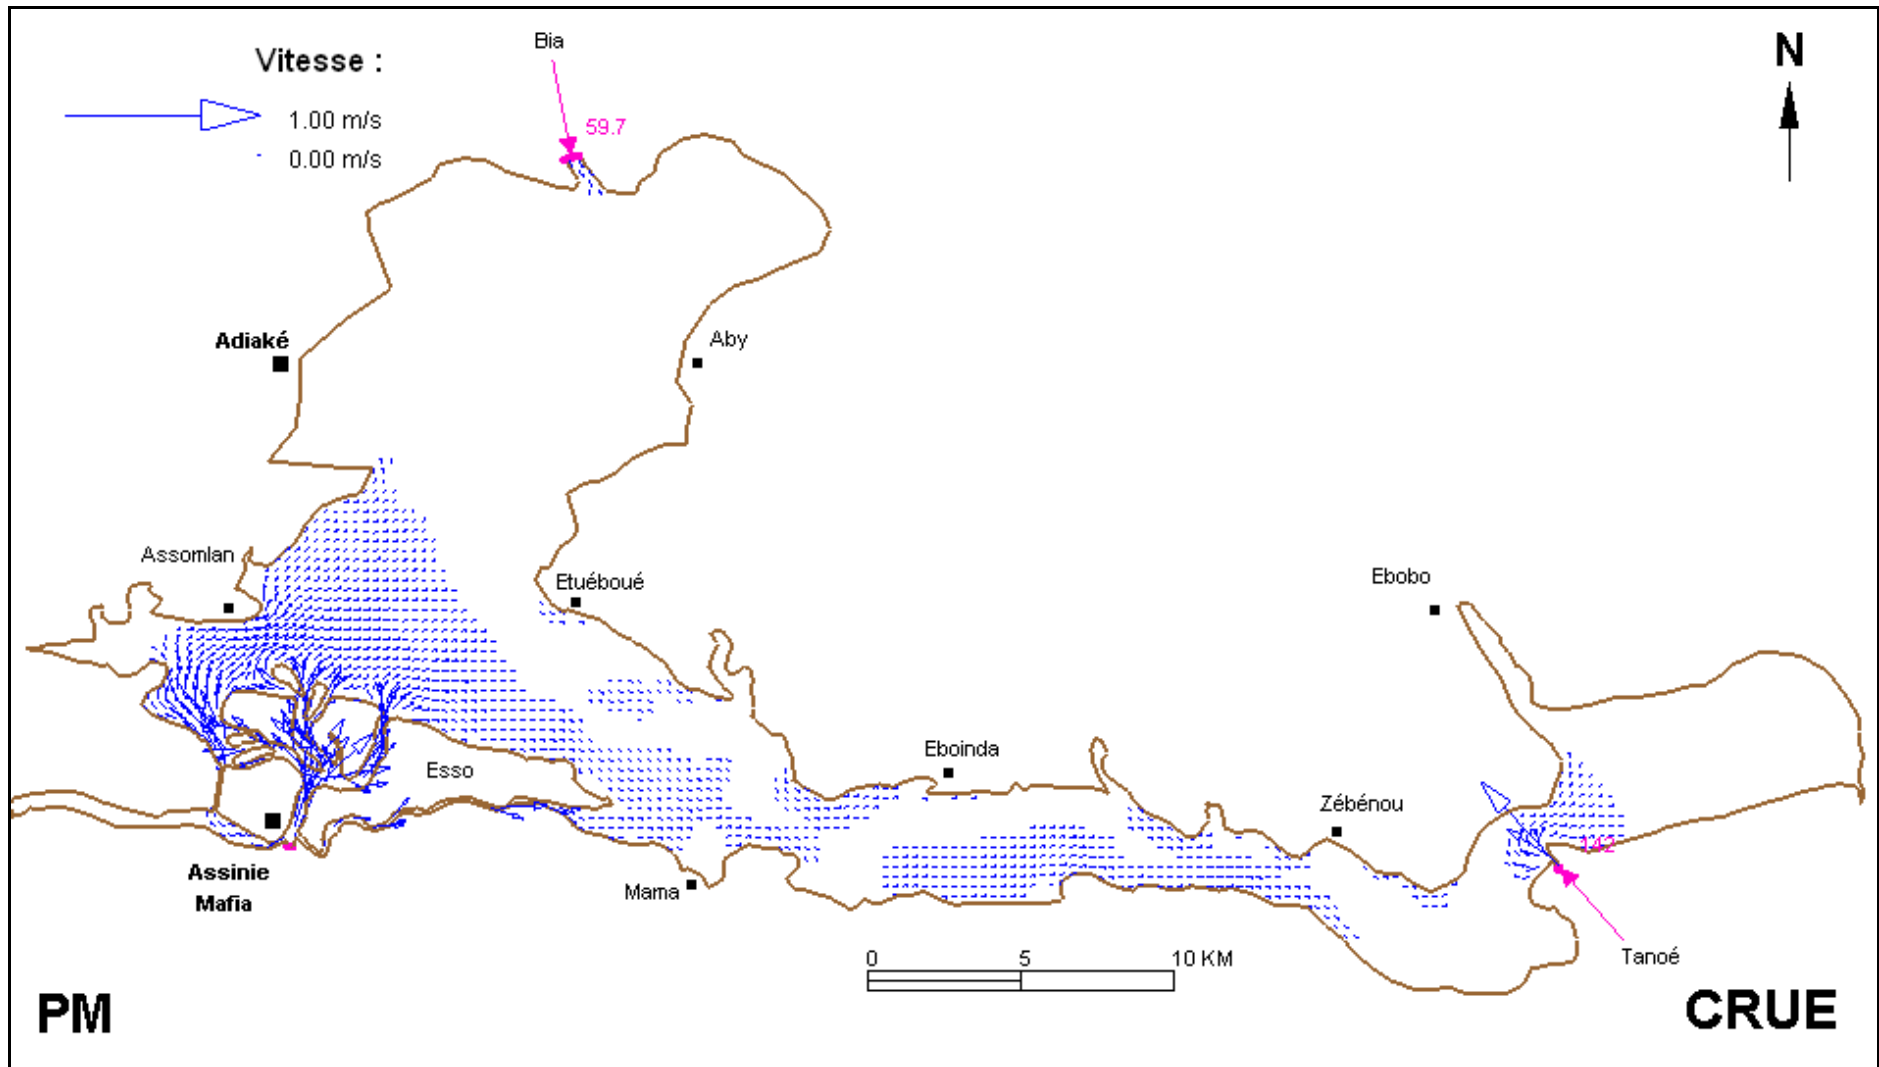 Bia
N
Vitesse :
1.00 m/s
0.00 m/s
59.7
Adiaké
Aby
Assomlan
Etuéboué
Ebobo
Eboinda
Esso
Zébénou
142
Assinie
Mafia
Mama
Tanoé
0 5 10 KM
PM
CRUE